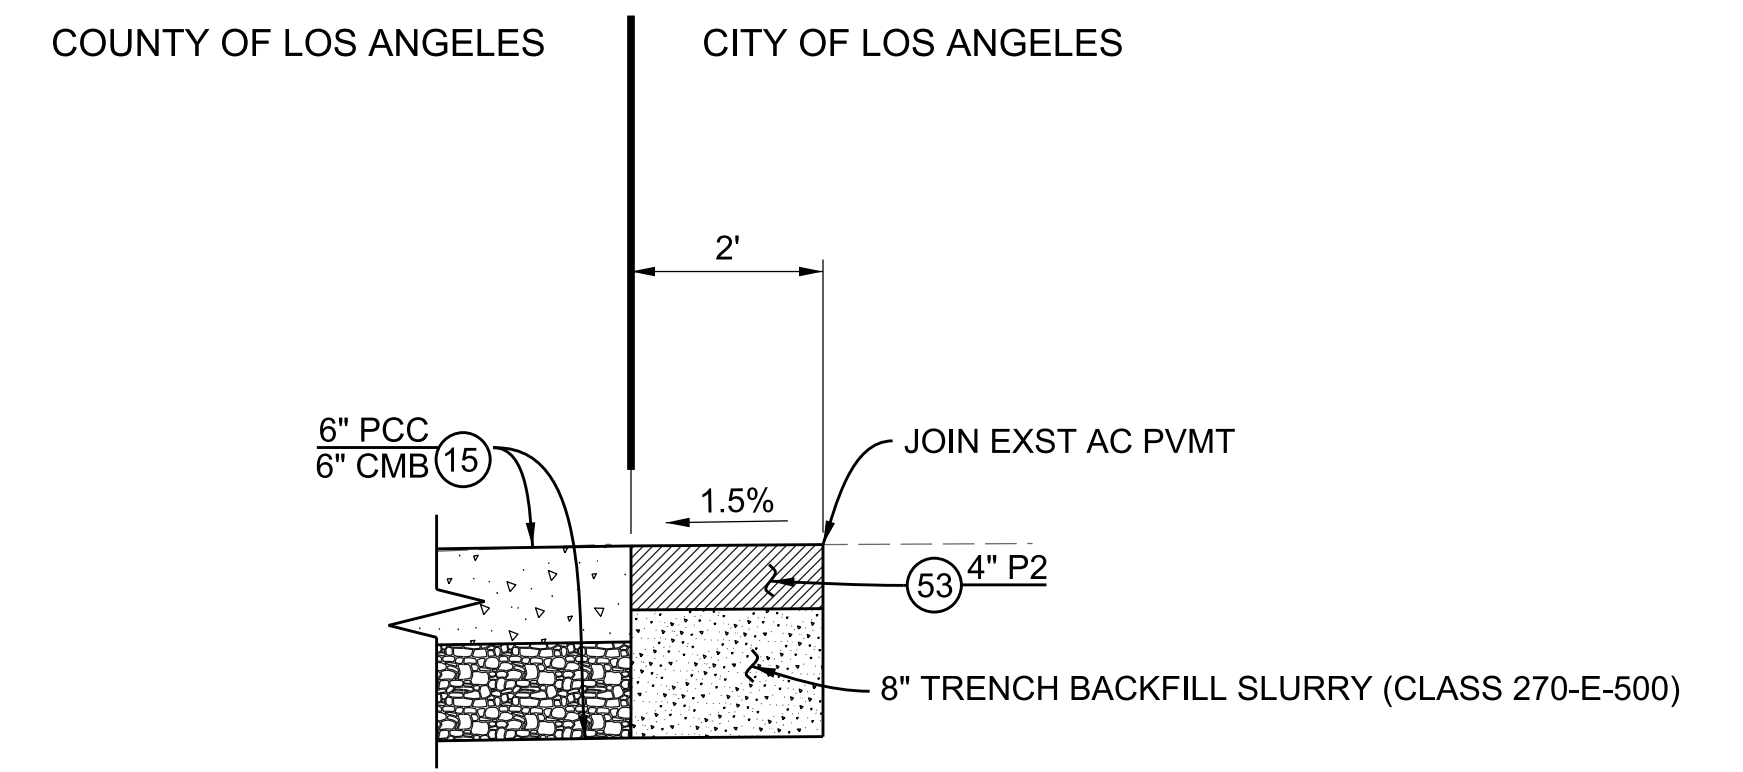 COUNTY OF LOS ANGELES
CITY OF LOS ANGELES
2'
6" PCC
6" CMB
15
JOIN EXST AC PVMT
1.5%
53
4" P2
8" TRENCH BACKFILL SLURRY (CLASS 270-E-500)